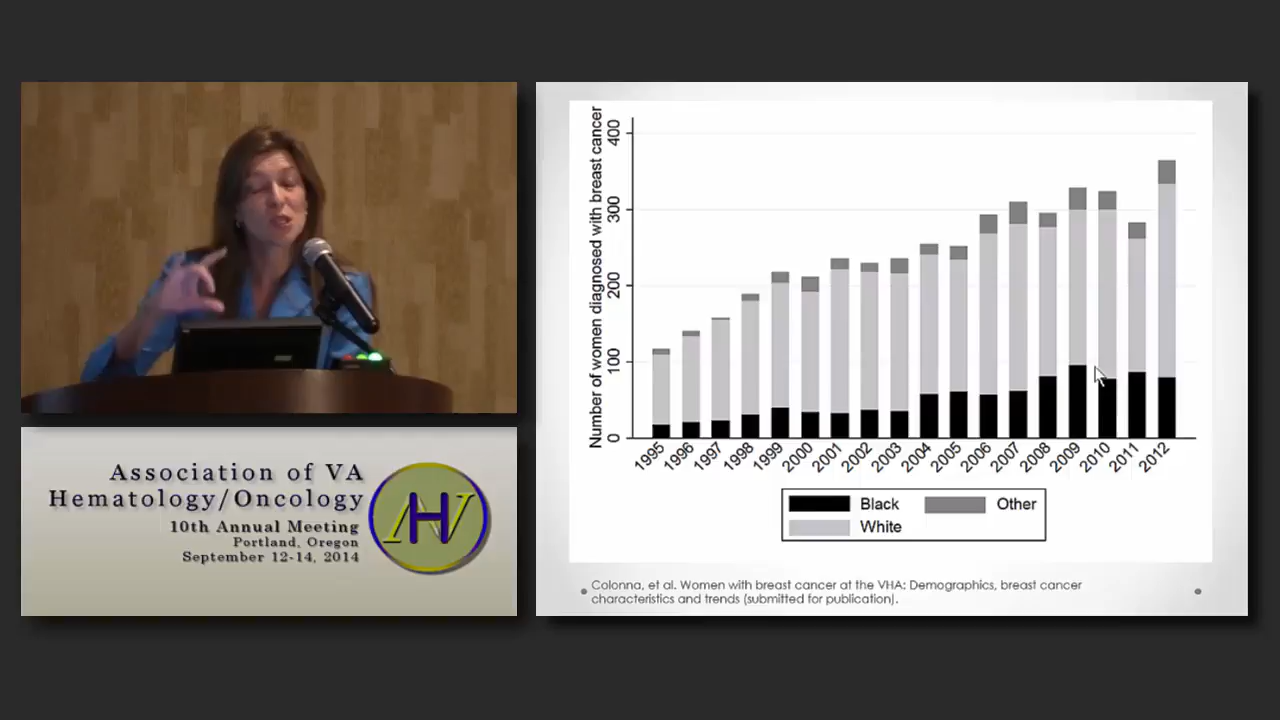 Association of VA
Hematology/Oncology
10th Annual Meeting
Portland, Oregon
September 12-14, 2014
AHV
Number of women diagnosed with breast cancer
400
300
200
100
0
1995
1996
1997
1998
1999
2000
2001
2002
2003
2004
2005
2006
2007
2008
2009
2010
2011
2012
Black
Other
White
Colonna, et al. Women with breast cancer at the VHA: Demographics, breast cancer
characteristics and trends (submitted for publication).